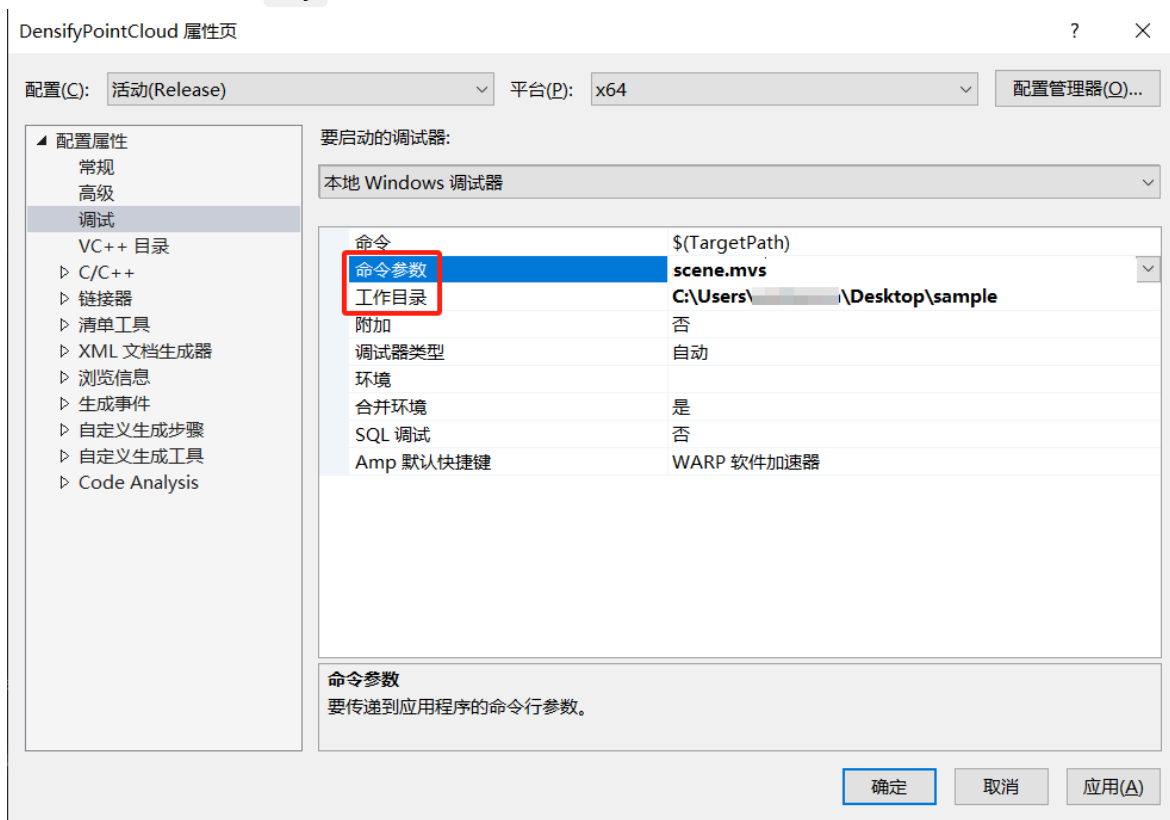 DensifyPointCloud 属性页 ?
配置(C): 活动(Release) 平台(P): x64 配置管理器(O)...
配置属性
常规
高级
调试
VC++ 目录
C/C++
链接器
清单工具
XML 文档生成器
浏览信息
生成事件
自定义生成步骤
自定义生成工具
Code Analysis
要启动的调试器:
本地 Windows 调试器
命令 $(TargetPath)
命令参数 scene.mvs
工作目录 C:\Users\ \Desktop\sample
附加 否
调试器类型 自动
环境
合并环境 是
SQL 调试 否
Amp 默认快捷键 WARP 软件加速器
命令参数
要传递到应用程序的命令行参数。
确定 取消 应用(A)